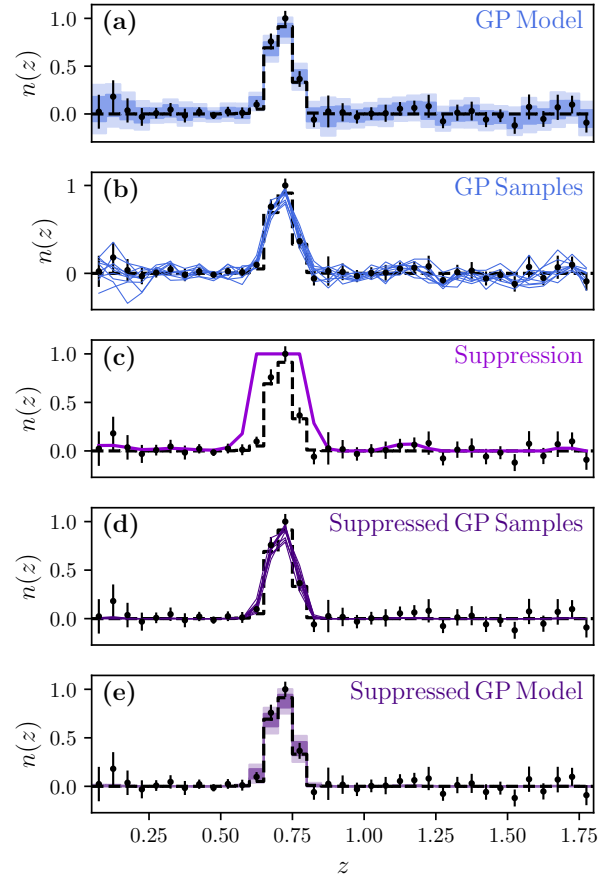 (a) GP Model
n(z)
1.0
0.5
0.0
(b) GP Samples
n(z)
1
0
(c) Suppression
n(z)
1.0
0.5
0.0
(d) Suppressed GP Samples
n(z)
1.0
0.5
0.0
(e) Suppressed GP Model
n(z)
1.0
0.5
0.0
0.25 0.50 0.75 1.00 1.25 1.50 1.75
z